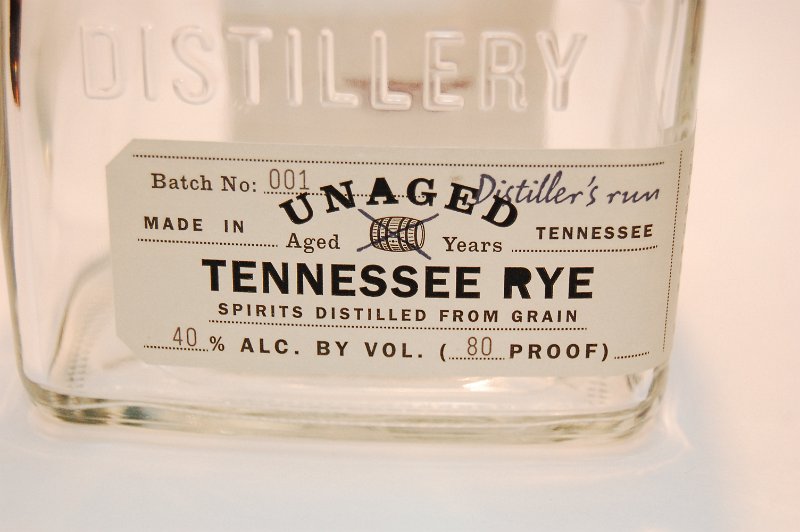 DISTILLERY
Batch No: 001
Distiller's run
UNAGED
MADE IN
TENNESSEE
Aged
Years
TENNESSEE RYE
SPIRITS DISTILLED FROM GRAIN
40 % ALC. BY VOL. ( 80 PROOF)